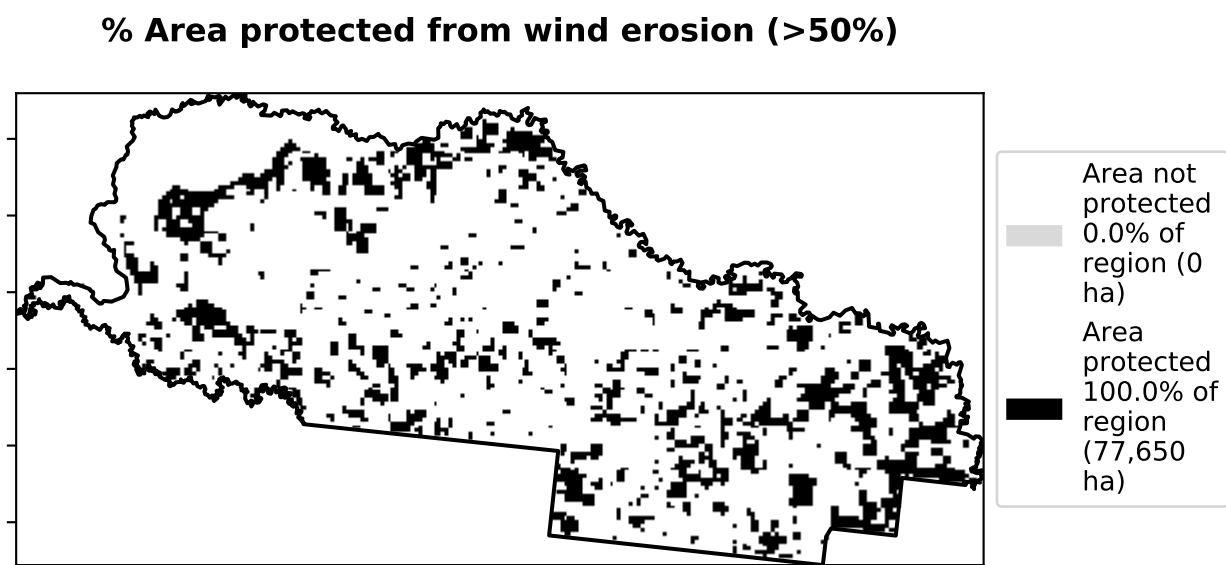 % Area protected from wind erosion (>50%)
Area not
protected
0.0% of
region (0
ha)
Area
protected
100.0% of
region
(77,650
ha)